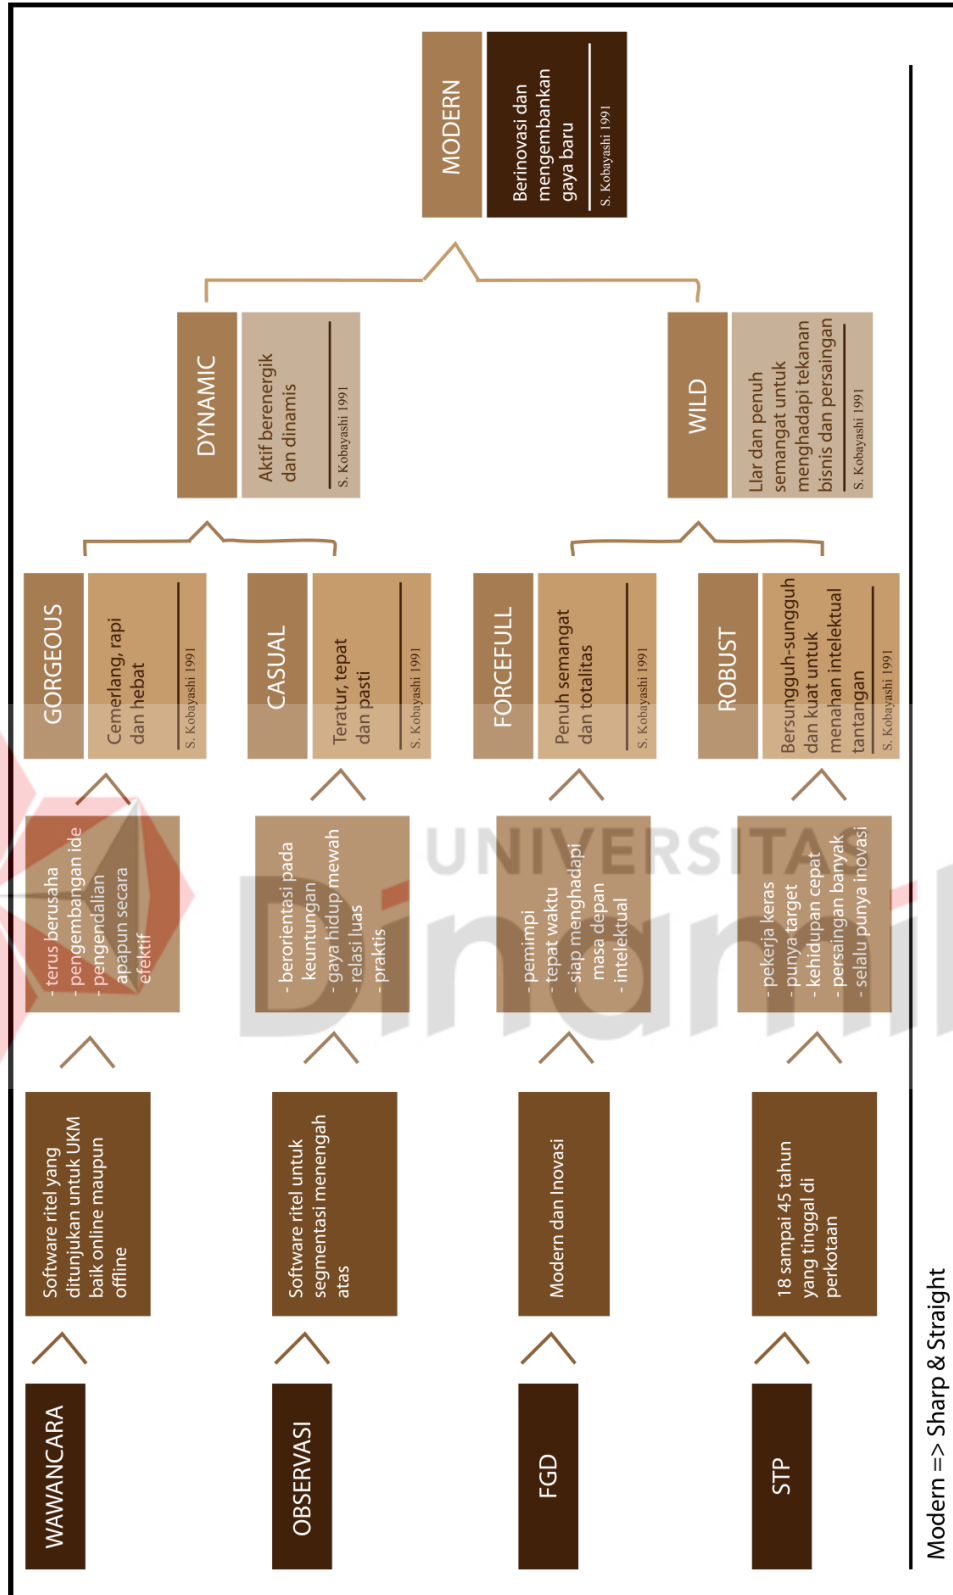 WAWANCARA
Software ritel yang
ditunjukan untuk UKM
baik online maupun
offline
- terus berusaha
- pengembangan ide
- pengendalian
apapun secara
efektif
GORGEOUS
Cemerlang, rapi
dan hebat
S. Kobayashi 1991
OBSERVASI
Software ritel untuk
segmentasi menengah
atas
- berorientasi pada
keuntungan
- gaya hidup mewah
- relasi luas
- praktis
CASUAL
Teratur, tepat
dan pasti
S. Kobayashi 1991
DYNAMIC
Aktif berenergik
dan dinamis
S. Kobayashi 1991
FGD
Modern dan Inovasi
- pemimpi
- tepat waktu
- siap menghadapi
masa depan
- intelektual
FORCEFULL
Penuh semangat
dan totalitas
S. Kobayashi 1991
STP
18 sampai 45 tahun
yang tinggal di
perkotaan
- pekerja keras
- punya target
- kehidupan cepat
- persaingan banyak
- selalu punya inovasi
ROBUST
Bersungguh-sungguh
dan kuat untuk
menahan intelektual
tantangan
S. Kobayashi 1991
WILD
Llar dan penuh
semangat untuk
menghadapi tekanan
bisnis dan persaingan
S. Kobayashi 1991
MODERN
Berinovasi dan
mengembankan
gaya baru
S. Kobayashi 1991
Modern => Sharp & Straight
UNIVERSITAS
Dinamik